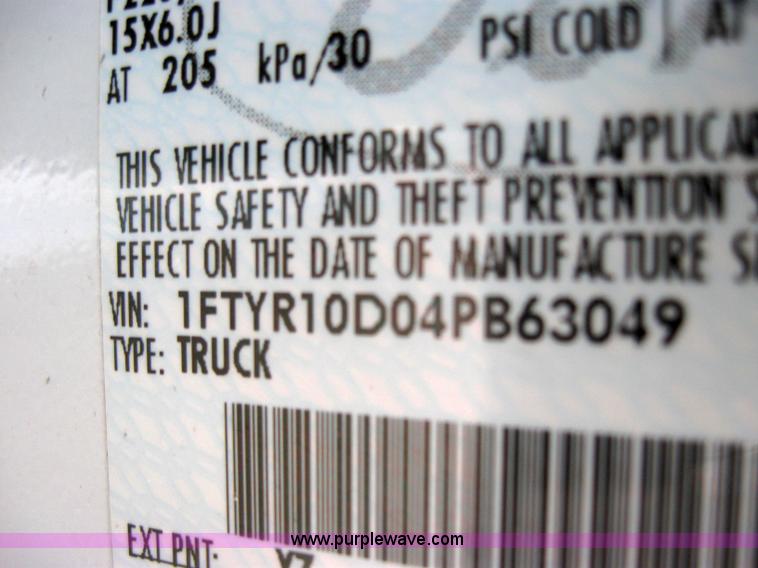 15X6.0J
AT 205 kPa/30 PSI COLD AT
THIS VEHICLE CONFORMS TO ALL
VEHICLE SAFETY AND THEFT PREVENTION
EFFECT ON THE DATE OF MANUFACTURE
VIN: 1FTYR10D04PB63049
TYPE: TRUCK
EXT PNT:
www.purplewave.com